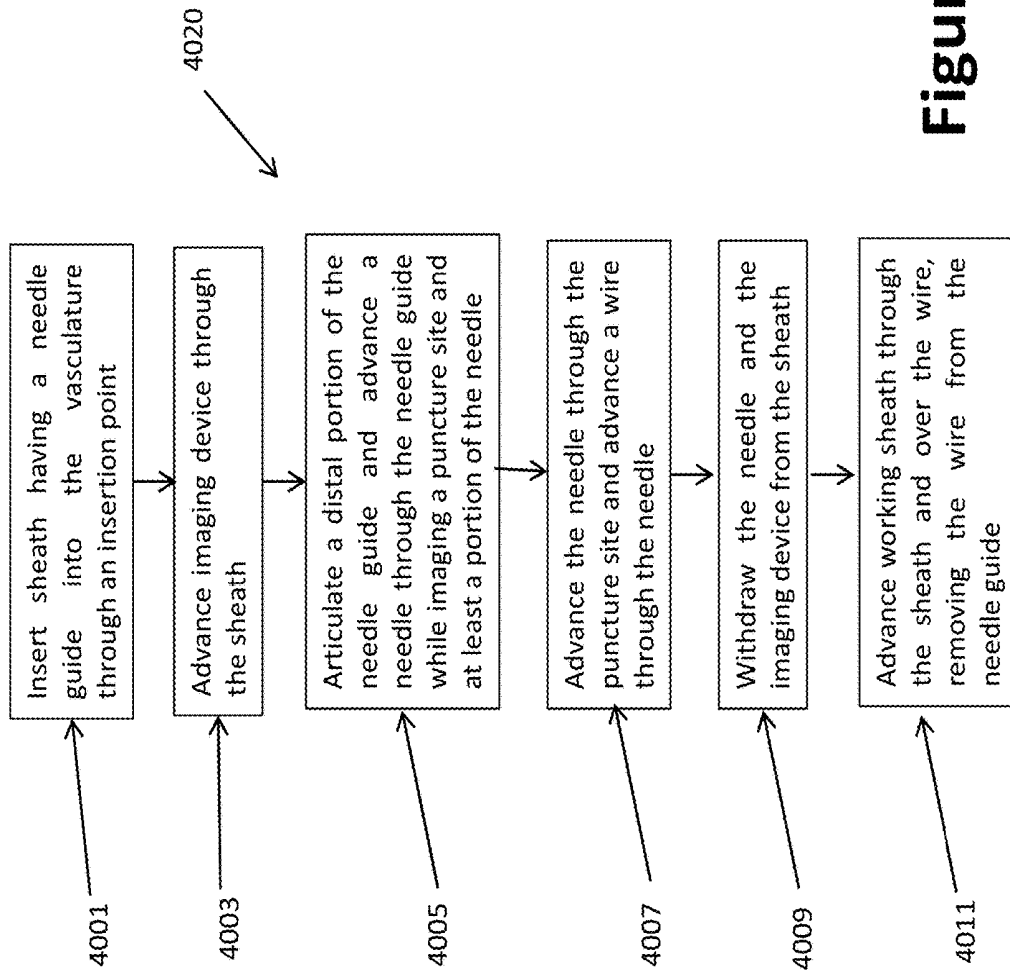 4020
4001
Insert sheath having a needle
guide into the vasculature
through an insertion point
4003
Advance imaging device through
the sheath
4005
Articulate a distal portion of the
needle guide and advance a
needle through the needle guide
while imaging a puncture site and
at least a portion of the needle
4007
Advance the needle through the
puncture site and advance a wire
through the needle
4009
Withdraw the needle and the
imaging device from the sheath
4011
Advance working sheath through
the sheath and over the wire,
removing the wire from the
needle guide